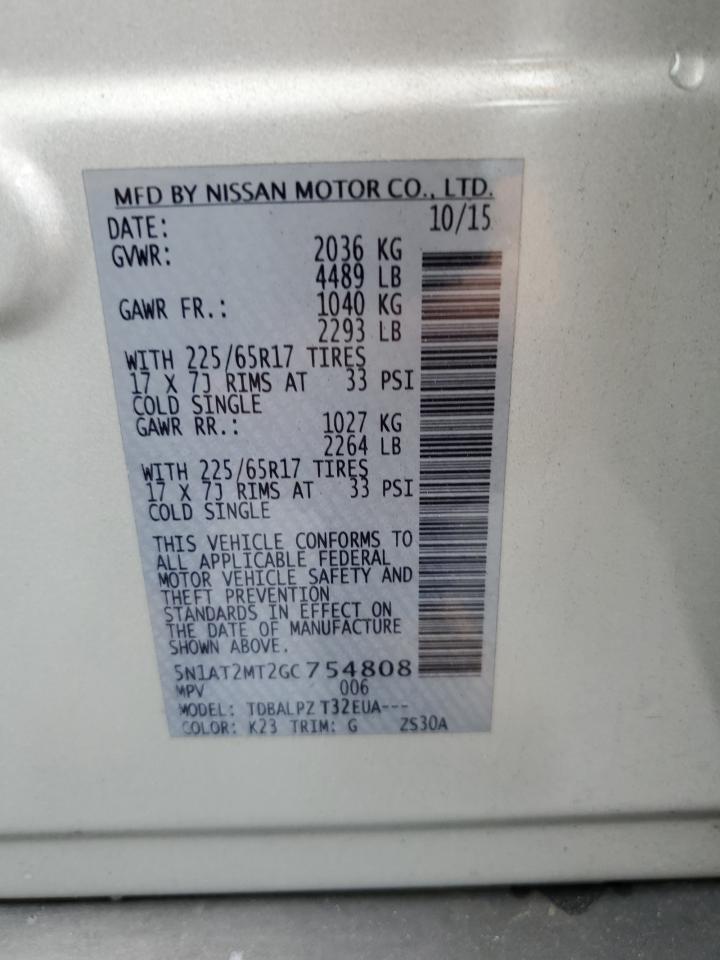 MFD BY NISSAN MOTOR CO., LTD.
DATE: 10/15
GVWR: 2036 KG
4489 LB
GAWR FR.: 1040 KG
2293 LB
WITH 225/65R17 TIRES
17 X 7J RIMS AT 33 PSI
COLD SINGLE
GAWR RR.: 1027 KG
2264 LB
WITH 225/65R17 TIRES
17 X 7J RIMS AT 33 PSI
COLD SINGLE
THIS VEHICLE CONFORMS TO
ALL APPLICABLE FEDERAL
MOTOR VEHICLE SAFETY AND
THEFT PREVENTION
STANDARDS IN EFFECT ON
THE DATE OF MANUFACTURE
SHOWN ABOVE.
5N1AT2MT2GC754808
MPV 006
MODEL: TDBALPZ T32EUA---
COLOR: K23 TRIM: G ZS30A